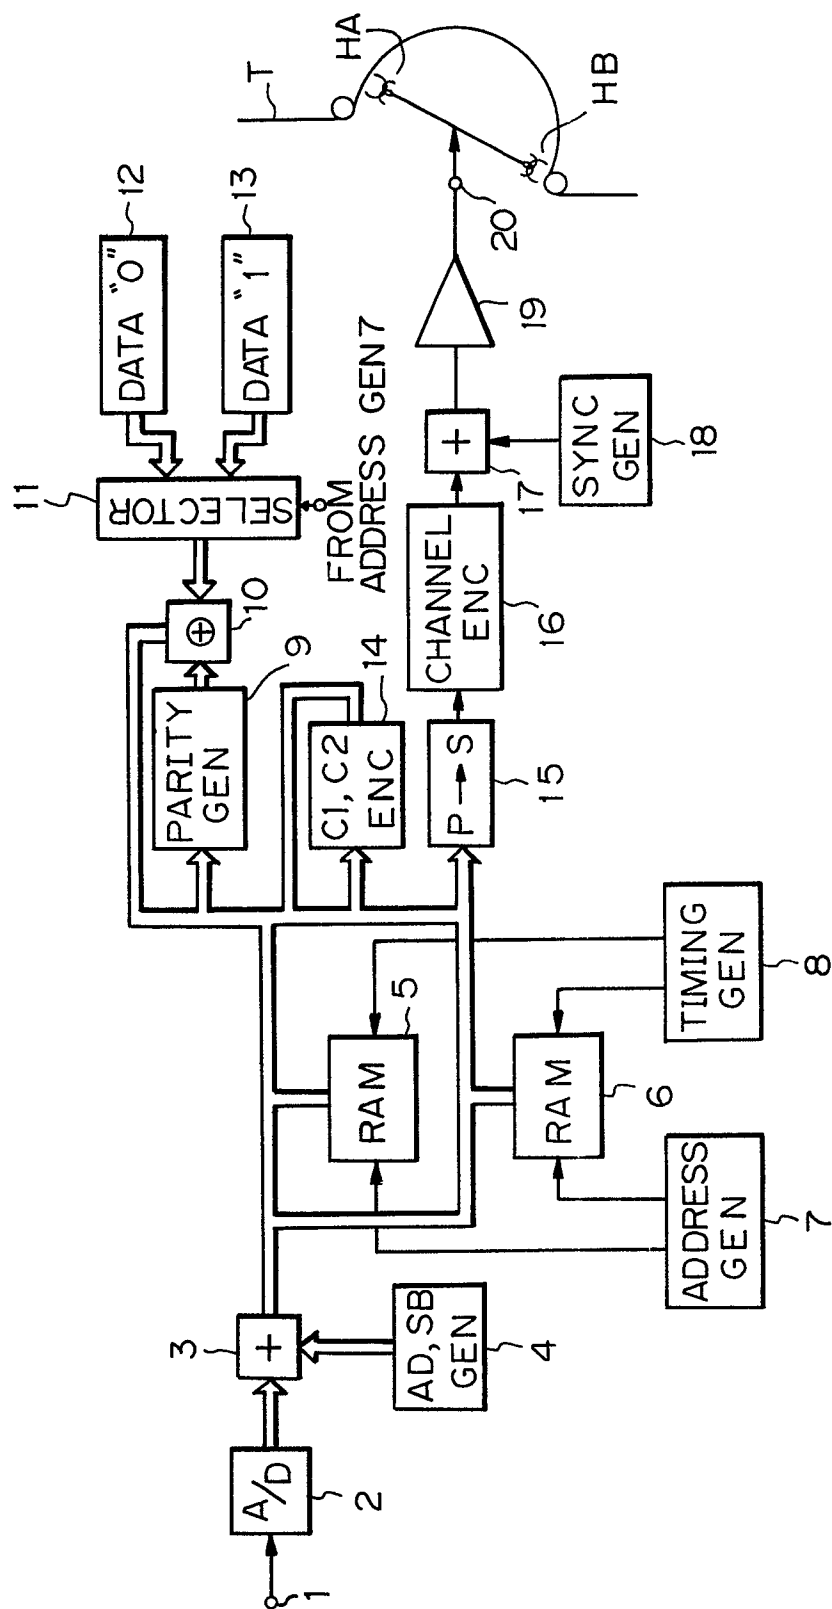 1
A/D
2
3
+
AD, SB
GEN
4
RAM
5
RAM
6
ADDRESS
GEN
7
TIMING
GEN
8
PARITY
GEN
9
⊕
10
SELECTOR
11
DATA "0"
12
DATA "1"
13
FROM
ADDRESS GEN7
C1, C2
ENC
14
P→S
15
CHANNEL
ENC
16
+
17
SYNC
GEN
18
19
20
T
HA
HB